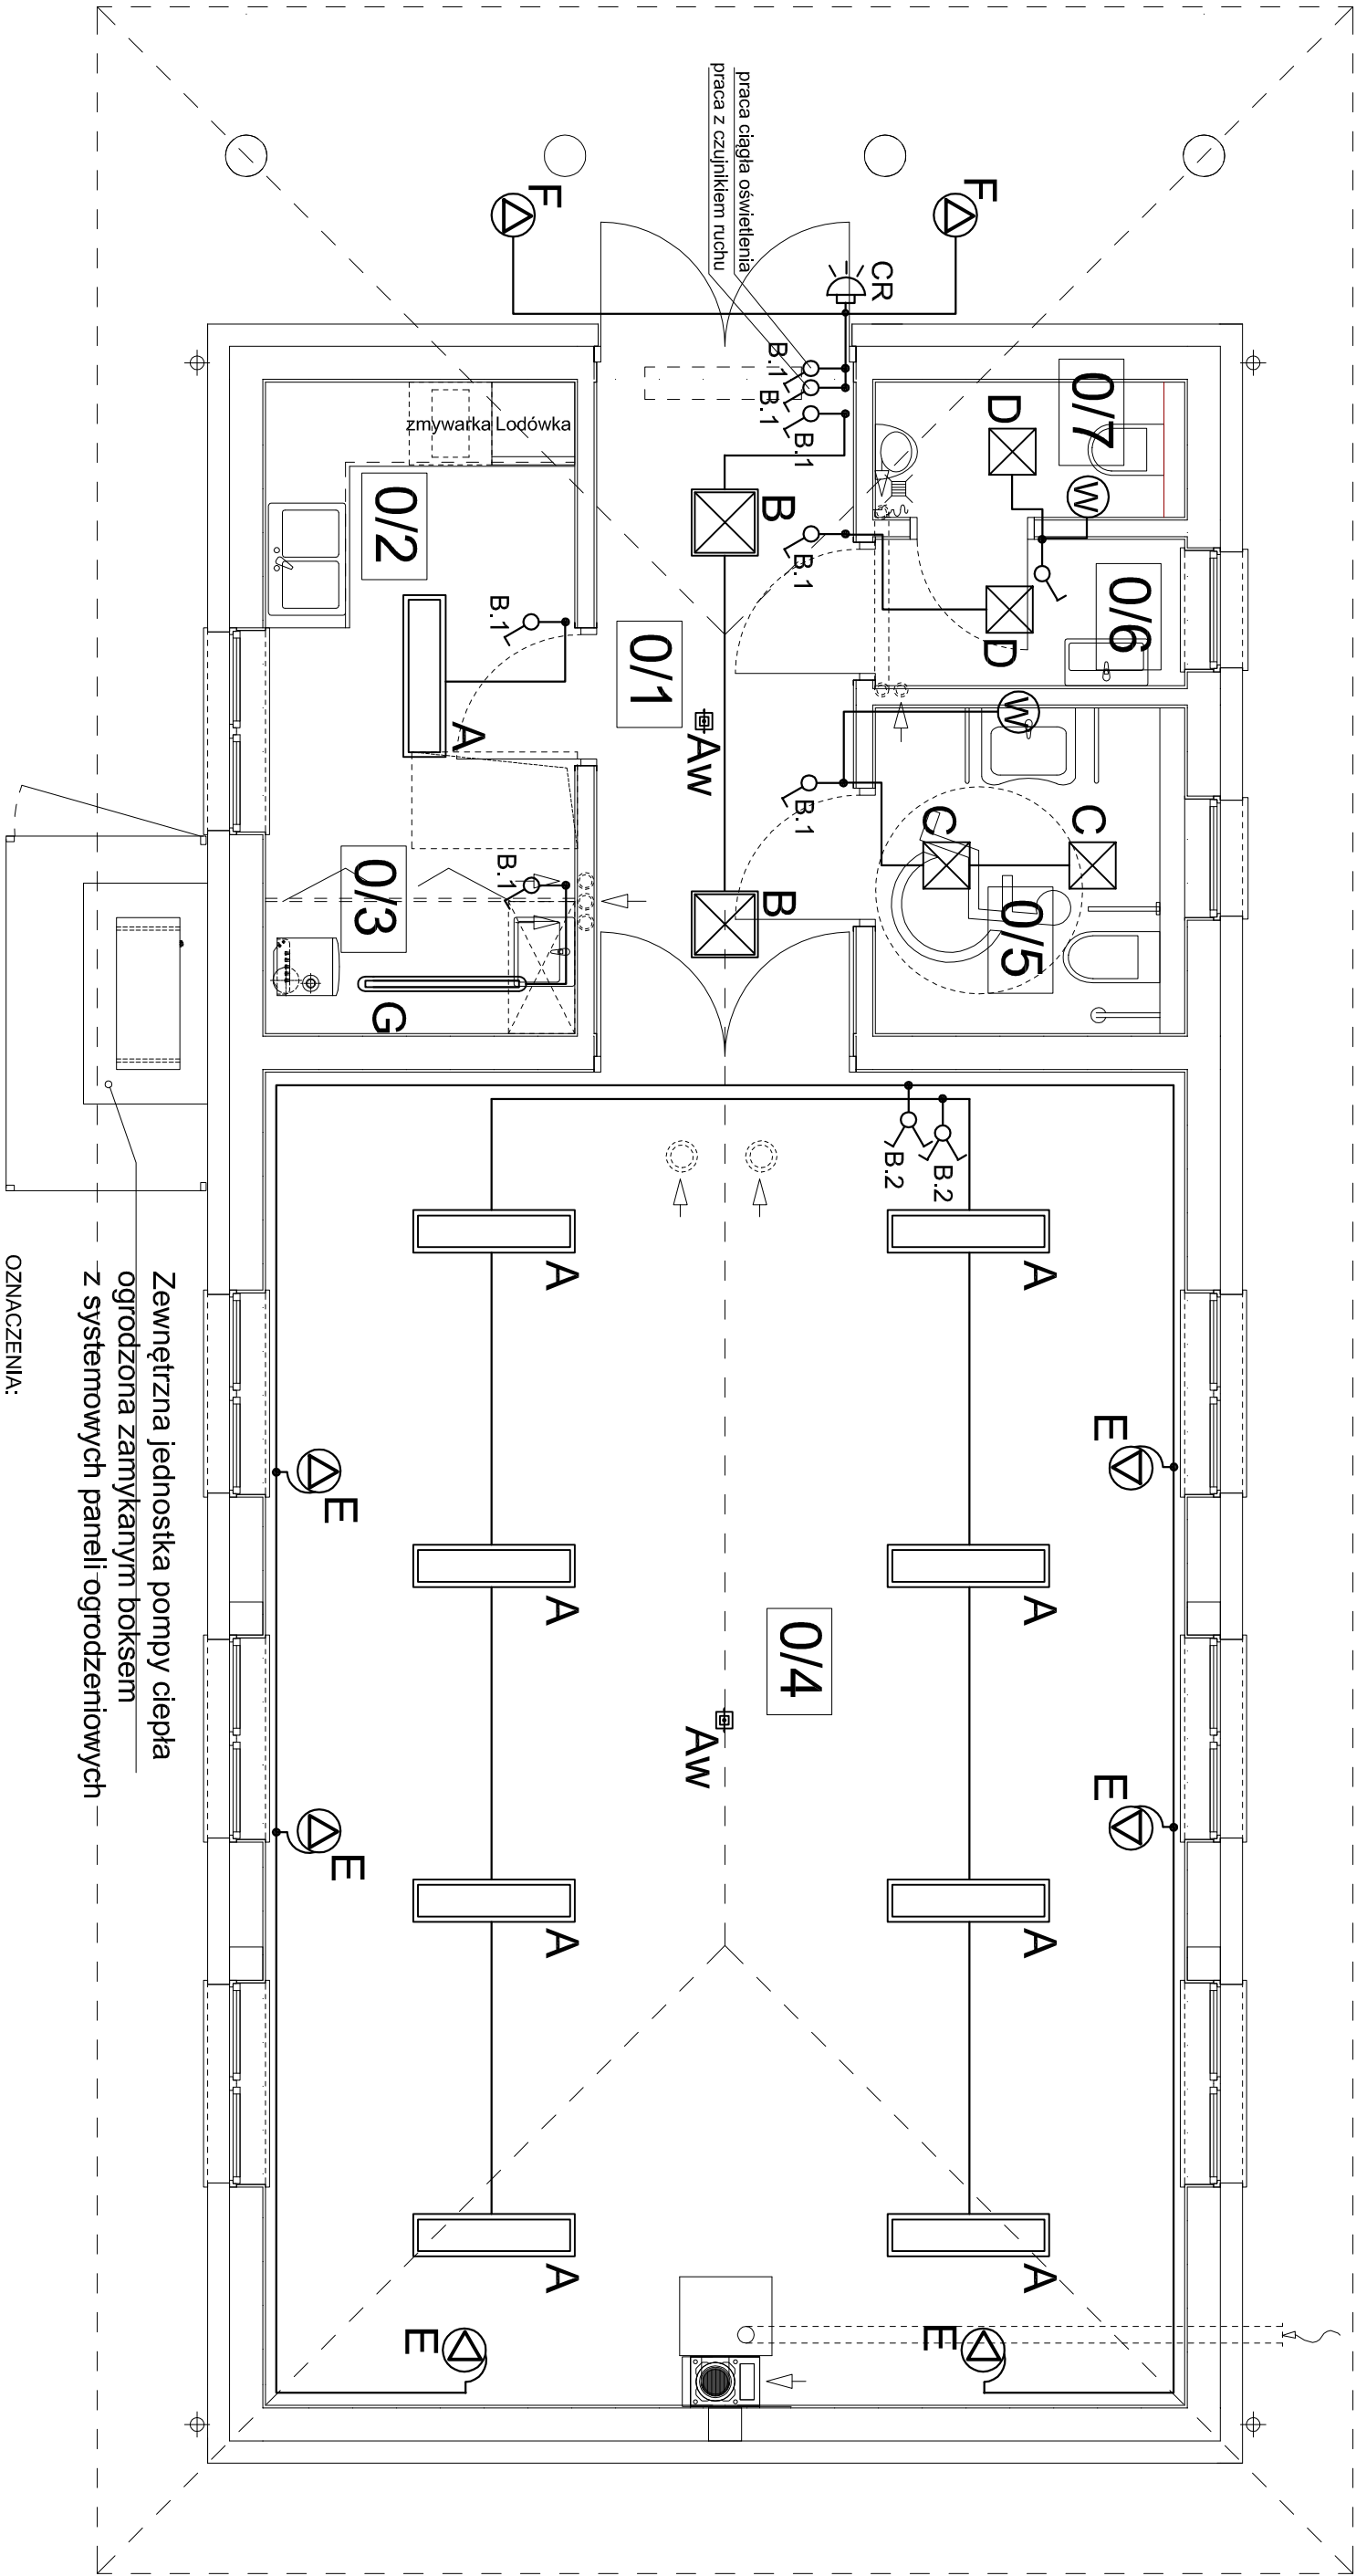 praca ciągła oświetlenia
praca z czujnikiem ruchu
F
F
CR
B.1
B.1
B.1
0/7
D
W
0/6
D
B
B.1
zmywarka
Lodówka
0/2
B.1
A
0/1
Aw
W
B.1
C
C
0/5
B
0/3
B.1
G
B.2
B.2
A
A
E
E
A
A
0/4
Aw
E
E
A
A
A
A
E
E
Zewnętrzna jednostka pompy ciepła
ogrodzona zamykanym boksem
z systemowych paneli ogrodzeniowych
OZNACZENIA: